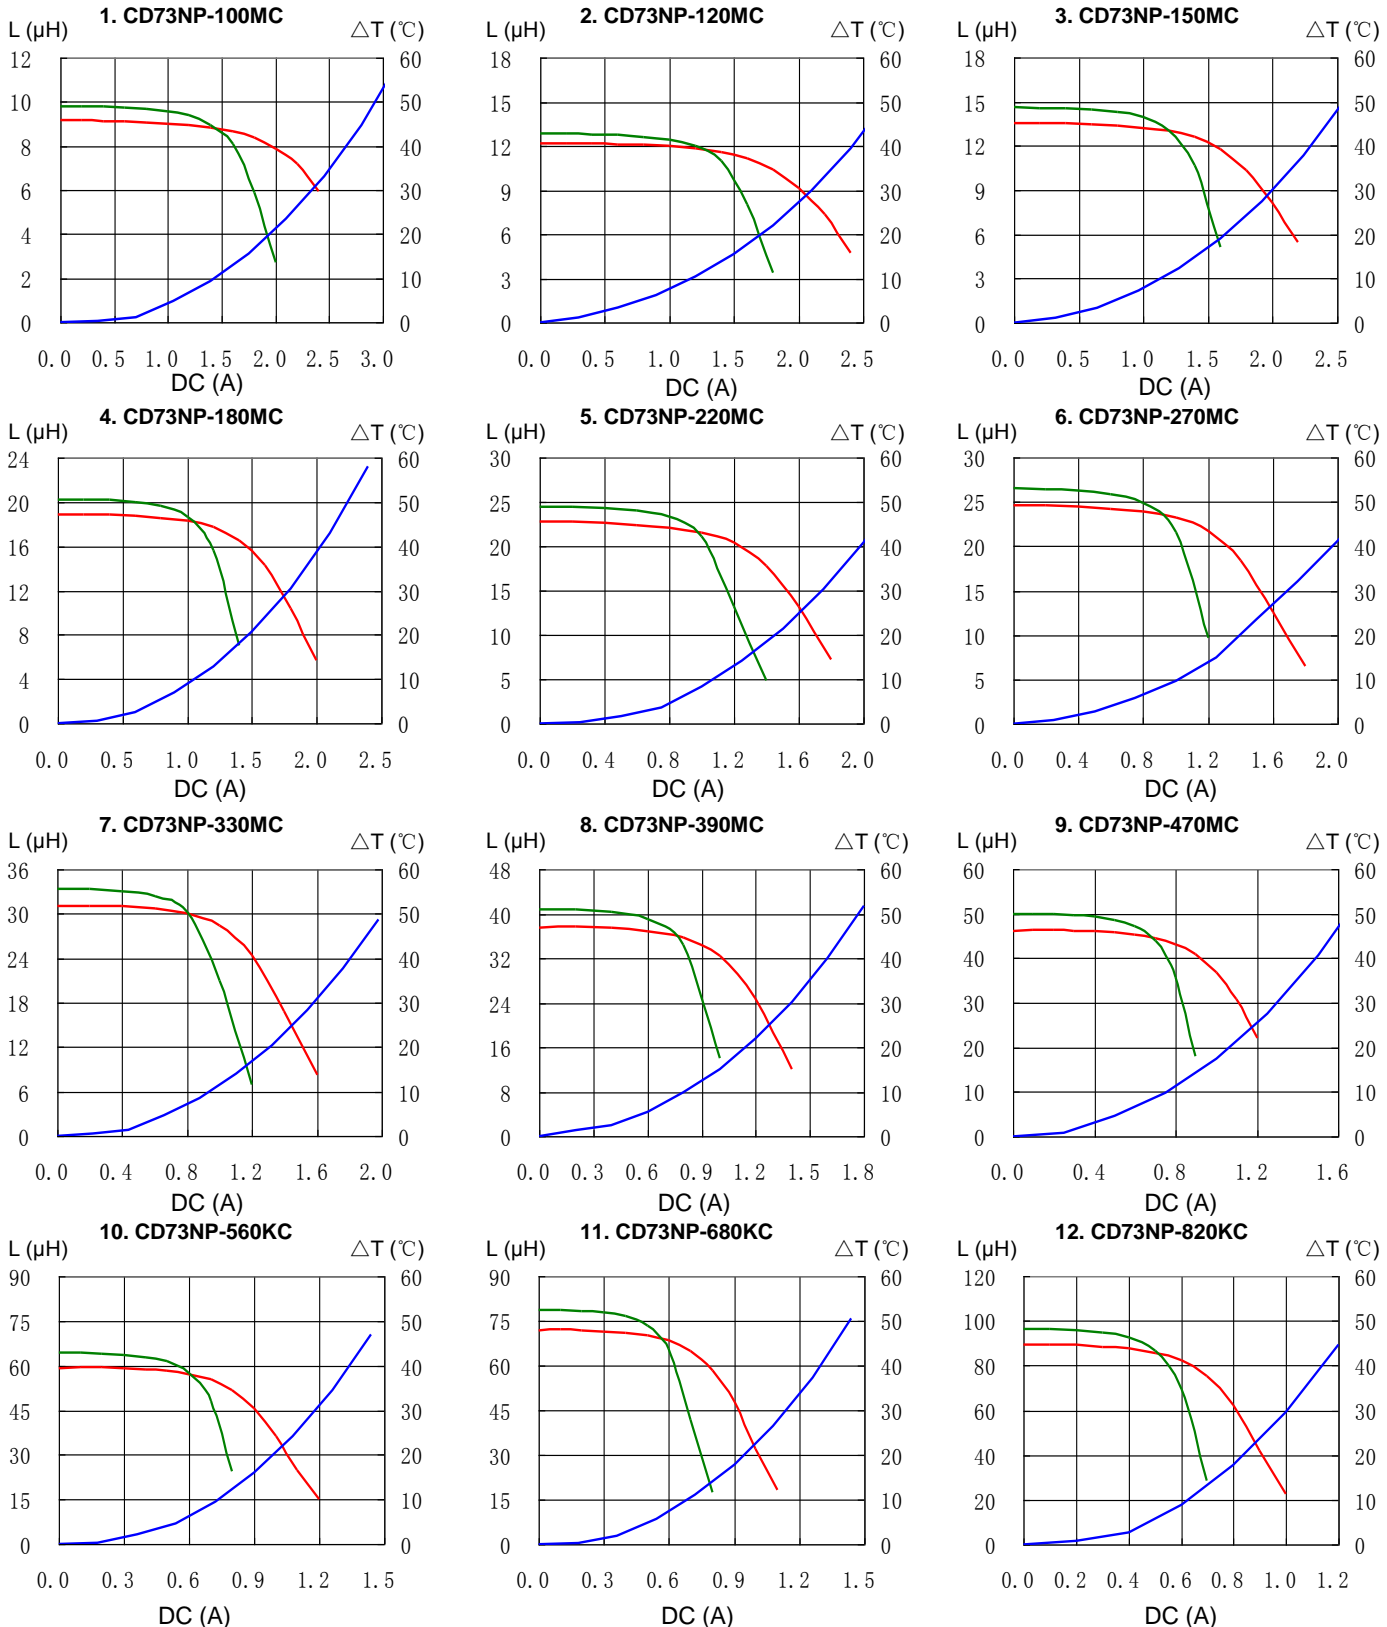 1. CD73NP-100MC
L (µH) △T (℃)
12 60
10 50
8 40
6 30
4 20
2 10
0 0
0.0 1.0 1.5 2.0 2.5 3.0
DC (A)
2. CD73NP-120MC
L (µH) △T (℃)
18 60
15 50
12 40
9 30
6 20
3 10
0 0
0.0 0.5 1.0 1.5 2.0 2.5
DC (A)
3. CD73NP-150MC
L (µH) △T (℃)
18 60
15 50
12 40
9 30
6 20
3 10
0 0
0.0 0.5 1.0 1.5 2.0 2.5
DC (A)
4. CD73NP-180MC
L (µH) △T (℃)
24 60
20 50
16 40
12 30
8 20
4 10
0 0
0.0 0.5 1.0 1.5 2.0 2.5
DC (A)
5. CD73NP-220MC
L (µH) △T (℃)
30 60
25 50
20 40
15 30
10 20
5 10
0 0
0.0 0.4 0.8 1.2 1.6 2.0
DC (A)
6. CD73NP-270MC
L (µH) △T (℃)
30 60
25 50
20 40
15 30
10 20
5 10
0 0
0.0 0.4 0.8 1.2 1.6 2.0
DC (A)
7. CD73NP-330MC
L (µH) △T (℃)
36 60
30 50
24 40
18 30
12 20
6 10
0 0
0.0 0.4 0.8 1.2 1.6 2.0
DC (A)
8. CD73NP-390MC
L (µH) △T (℃)
48 60
40 50
32 40
24 30
16 20
8 10
0 0
0.0 0.3 0.6 0.9 1.2 1.5 1.8
DC (A)
9. CD73NP-470MC
L (µH) △T (℃)
60 60
50 50
40 40
30 30
20 20
10 10
0 0
0.0 0.4 0.8 1.2 1.6
DC (A)
10. CD73NP-560KC
L (µH) △T (℃)
90 60
75 50
60 40
45 30
30 20
15 10
0 0
0.0 0.3 0.6 0.9 1.2 1.5
DC (A)
11. CD73NP-680KC
L (µH) △T (℃)
90 60
75 50
60 40
45 30
30 20
15 10
0 0
0.0 0.3 0.6 0.9 1.2 1.5
DC (A)
12. CD73NP-820KC
L (µH) △T (℃)
120 60
100 50
80 40
60 30
40 20
20 10
0 0
0.0 0.2 0.4 0.6 0.8 1.0 1.2
DC (A)